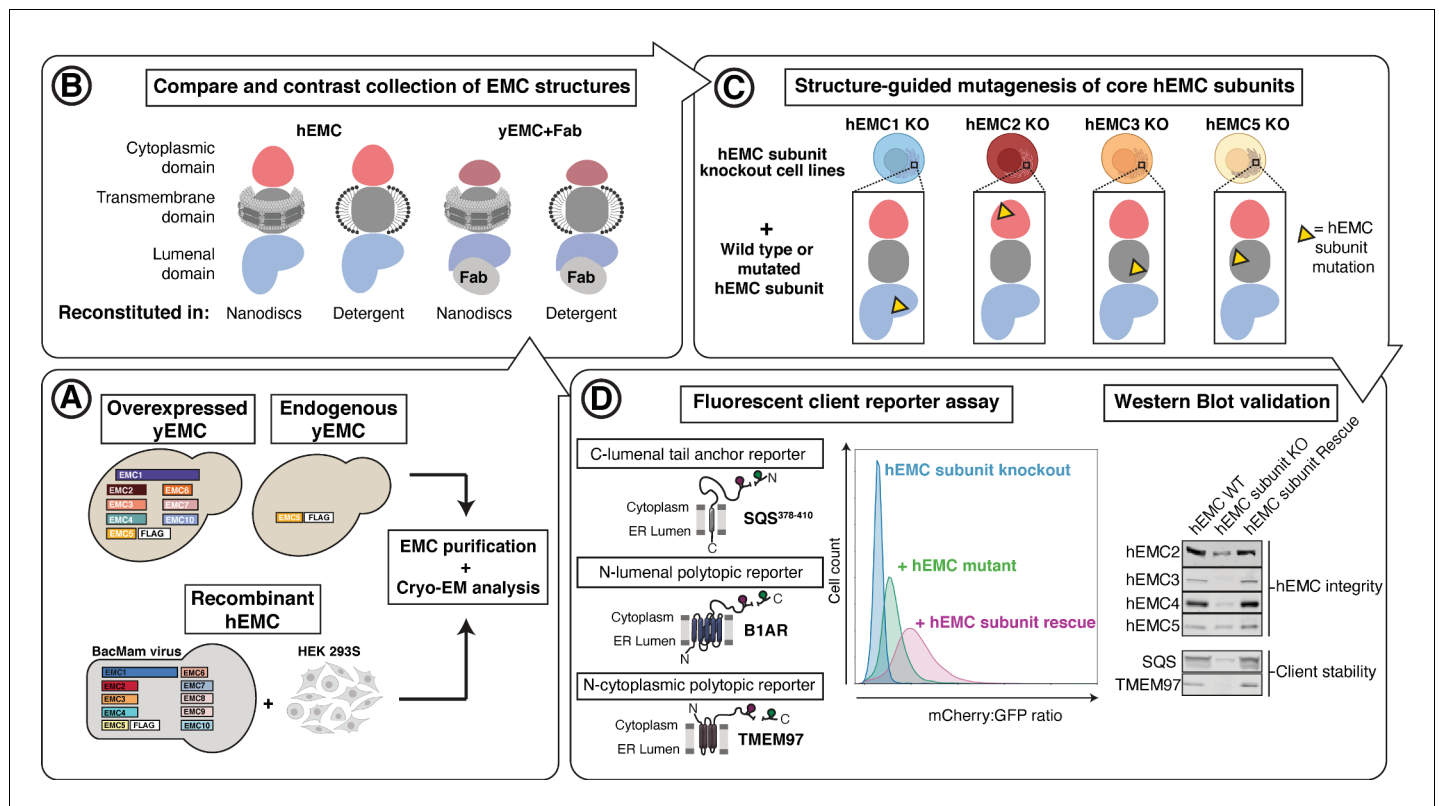 B
Compare and contrast collection of EMC structures
hEMC
yEMC+Fab
Cytoplasmic
domain
Transmembrane
domain
Lumenal
domain
Fab
Fab
Reconstituted in:
Nanodiscs
Detergent
Nanodiscs
Detergent
C
Structure-guided mutagenesis of core hEMC subunits
hEMC1 KO
hEMC2 KO
hEMC3 KO
hEMC5 KO
hEMC subunit
knockout cell lines
+
Wild type or
mutated
hEMC subunit
= hEMC
subunit
mutation
A
Overexpressed
yEMC
Endogenous
yEMC
EMC1
EMC2
EMC6
EMC3
EMC7
EMC4
EMC10
EMC5
FLAG
EMC5
FLAG
EMC purification
+
Cryo-EM analysis
Recombinant
hEMC
BacMam virus
HEK 293S
EMC1
EMC6
EMC2
EMC7
EMC3
EMC8
EMC4
EMC9
EMC5
FLAG
EMC10
+
D
Fluorescent client reporter assay
Western Blot validation
C-lumenal tail anchor reporter
N
Cytoplasm
ER Lumen
SQS³⁷⁸⁻⁴¹⁰
C
N-lumenal polytopic reporter
C
Cytoplasm
ER Lumen
B1AR
N
N-cytoplasmic polytopic reporter
N
C
Cytoplasm
ER Lumen
TMEM97
Cell count
hEMC subunit knockout
+ hEMC mutant
+ hEMC subunit rescue
mCherry:GFP ratio
hEMC WT
hEMC subunit KO
hEMC subunit Rescue
hEMC2
hEMC3
hEMC4
hEMC5
hEMC integrity
SQS
TMEM97
Client stability